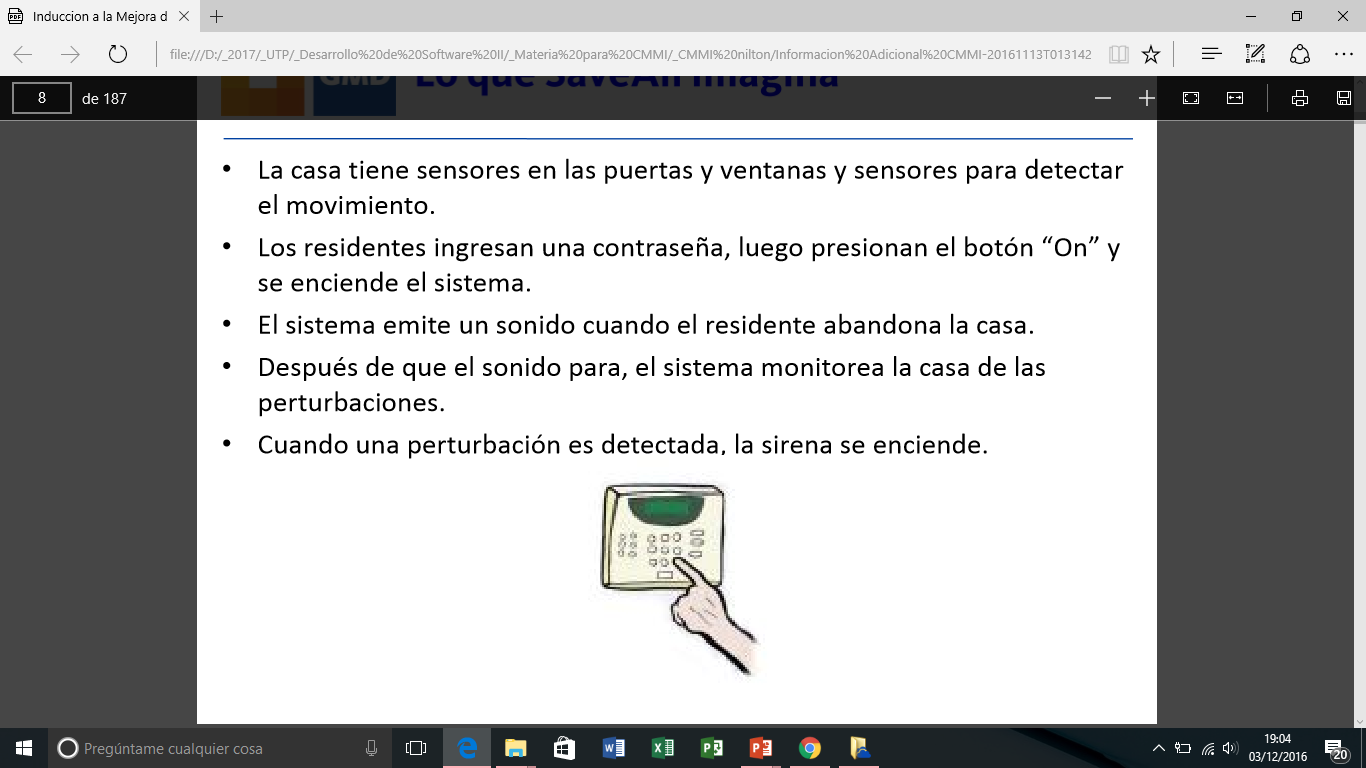 Induccion a la Mejora d
file:///D:/_2017/_UTP/_Desarrollo%20de%20Software%20II/_Materia%20para%20CMMI/_CMMI%20nilton/Informacion%20Adicional%20CMMI-20161113T013142
GMD Lo que SaveAll imagina
8 de 187
• La casa tiene sensores en las puertas y ventanas y sensores para detectar
el movimiento.
• Los residentes ingresan una contraseña, luego presionan el botón “On” y
se enciende el sistema.
• El sistema emite un sonido cuando el residente abandona la casa.
• Después de que el sonido para, el sistema monitorea la casa de las
perturbaciones.
• Cuando una perturbación es detectada, la sirena se enciende.
Pregúntame cualquier cosa
19:04
03/12/2016
20